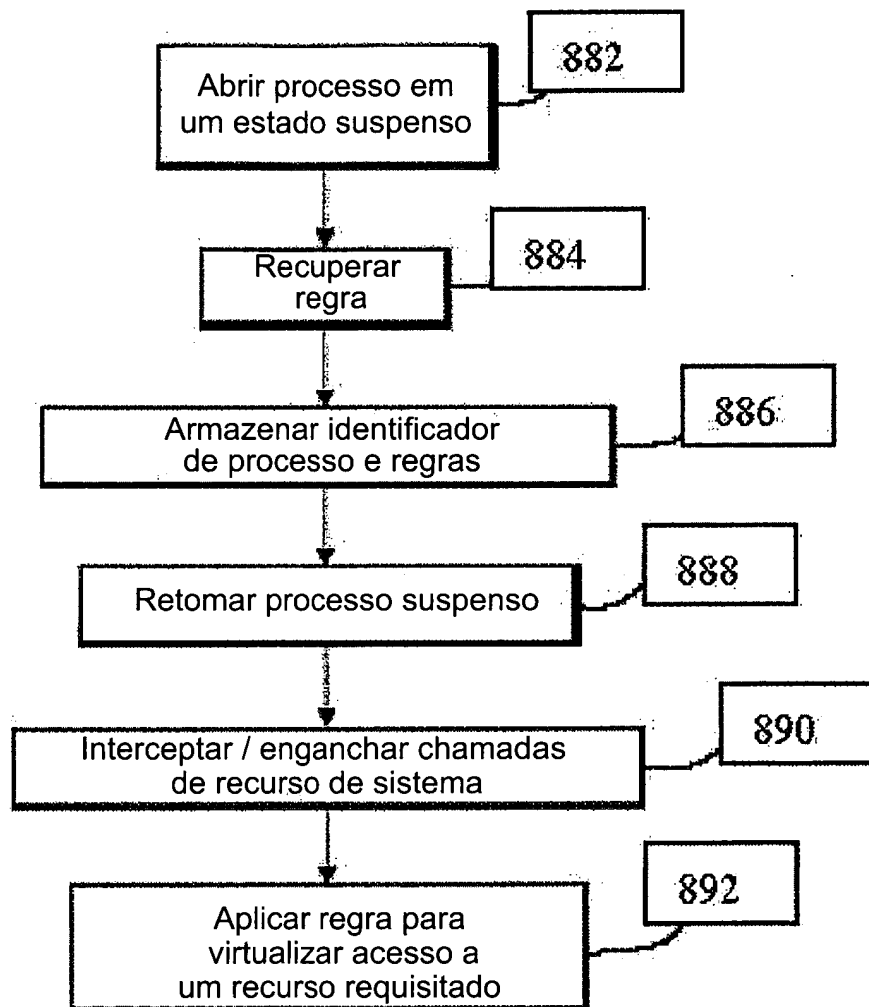 882
Abrir processo em
um estado suspenso
884
Recuperar
regra
886
Armazenar identificador
de processo e regras
888
Retomar processo suspenso
890
Interceptar / enganchar chamadas
de recurso de sistema
892
Aplicar regra para
virtualizar acesso a
um recurso requisitado